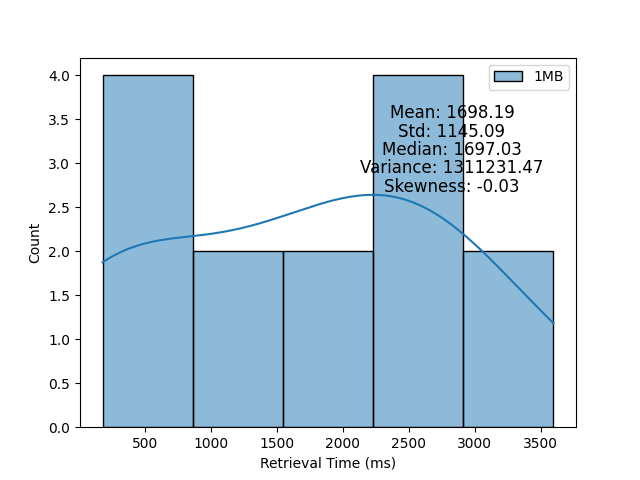 1MB
Mean: 1698.19
Std: 1145.09
Median: 1697.03
Variance: 1311231.47
Skewness: -0.03
4.0
3.5
3.0
2.5
2.0
1.5
1.0
0.5
0.0
Count
500 1000 1500 2000 2500 3000 3500
Retrieval Time (ms)